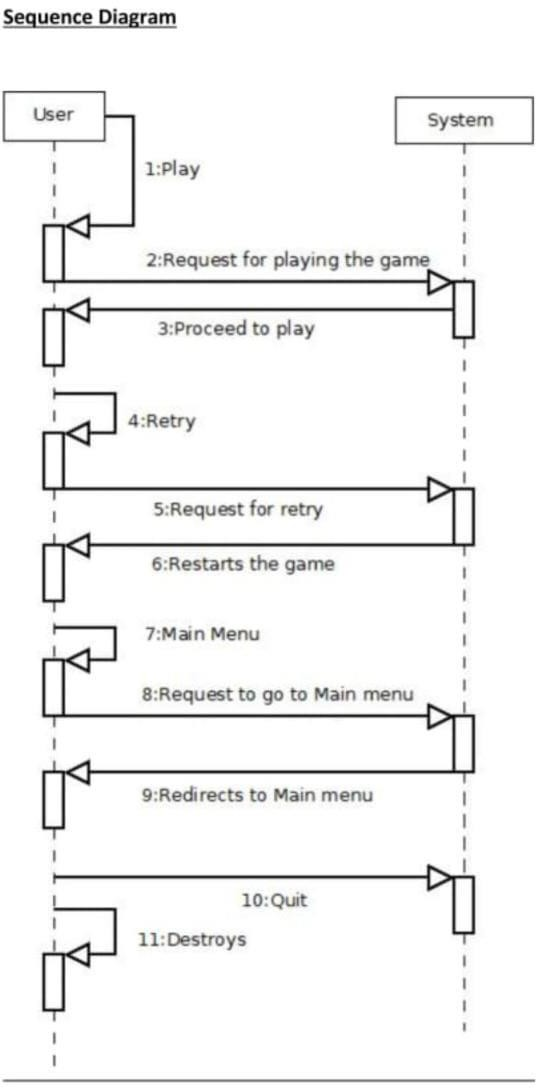 Sequence Diagram
User
System
1:Play
2:Request for playing the game
3:Proceed to play
4:Retry
5:Request for retry
6:Restarts the game
7:Main Menu
8:Request to go to Main menu
9:Redirects to Main menu
10:Quit
11:Destroys